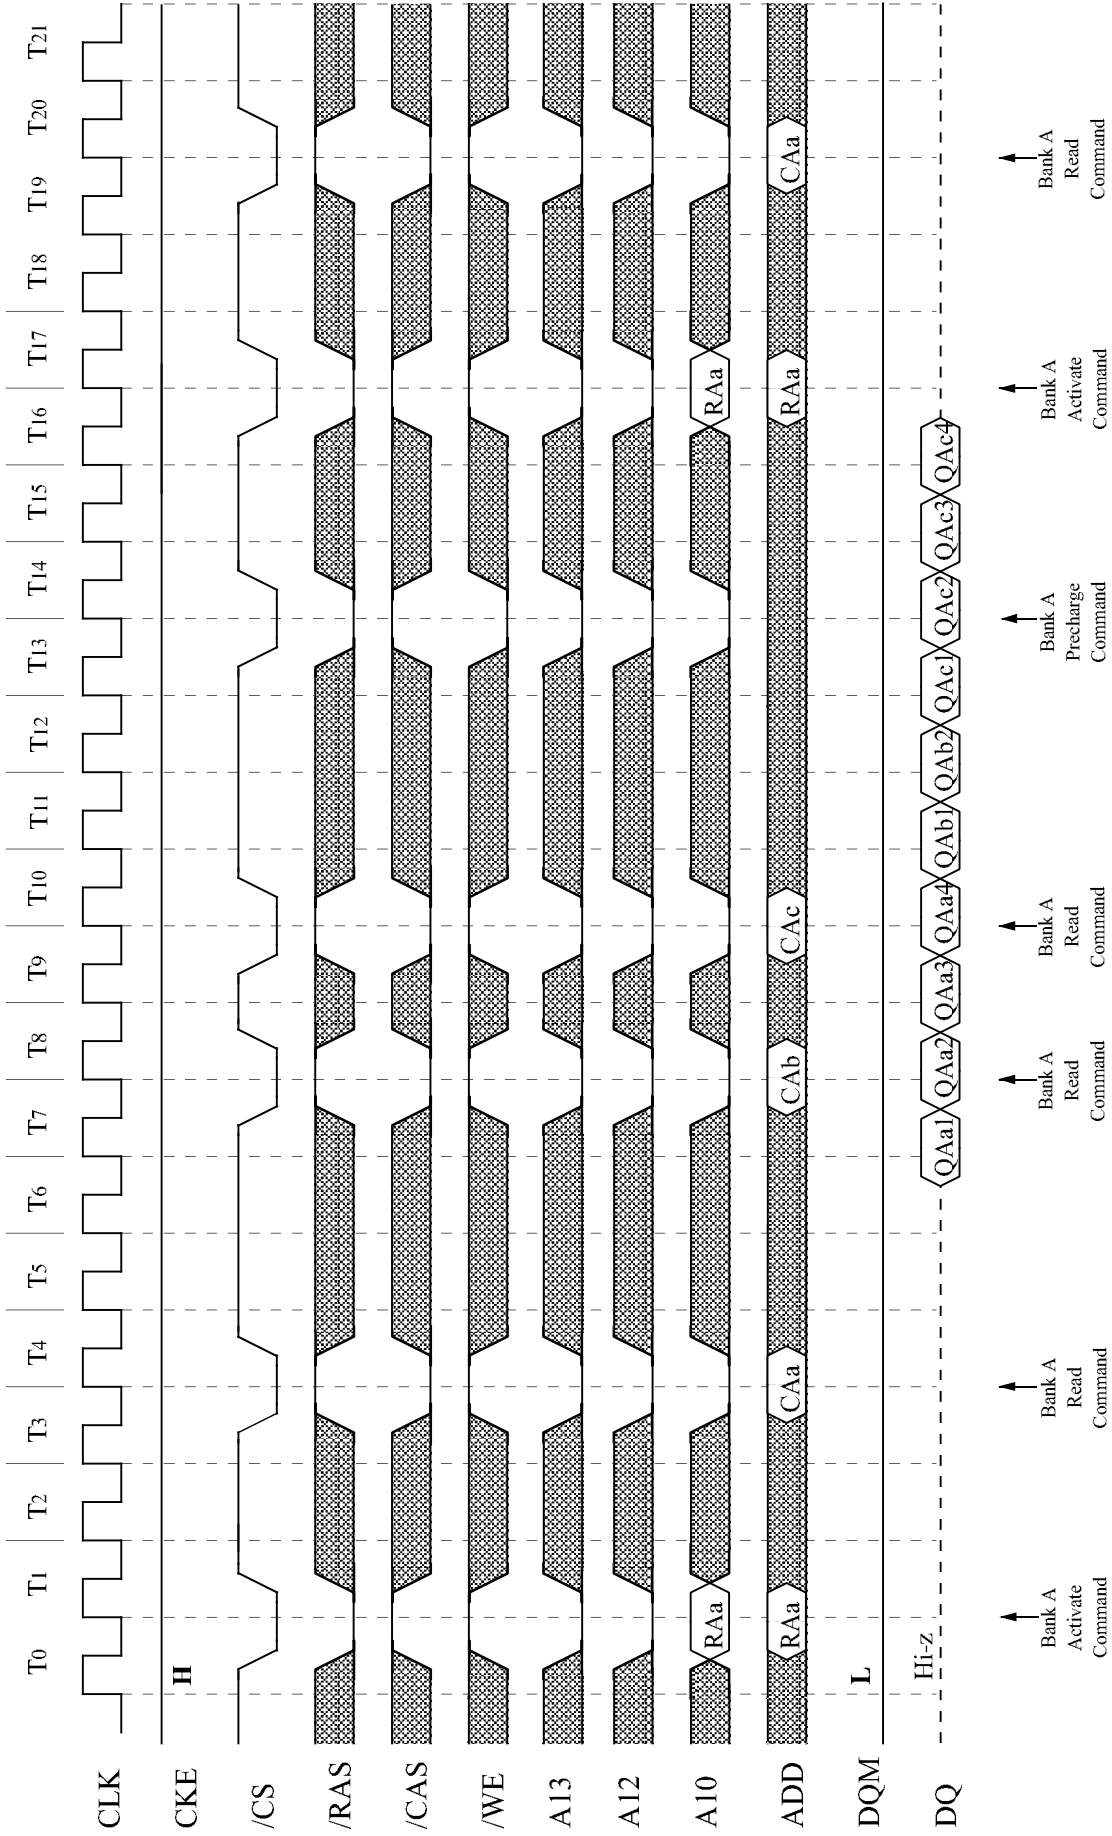 T0 T1 T2 T3 T4 T5 T6 T7 T8 T9 T10 T11 T12 T13 T14 T15 T16 T17 T18 T19 T20 T21
CLK
CKE H
/CS
/RAS
/CAS
/WE
A13
A12
A10 RAa RAa
ADD RAa CAa CAb CAc RAa CAa
DQM L
DQ Hi-z QAa1 QAa2 QAa3 QAa4 QAb1 QAb2 QAc1 QAc2 QAc3 QAc4
Bank A
Activate
Command
Bank A
Read
Command
Bank A
Read
Command
Bank A
Read
Command
Bank A
Precharge
Command
Bank A
Activate
Command
Bank A
Read
Command